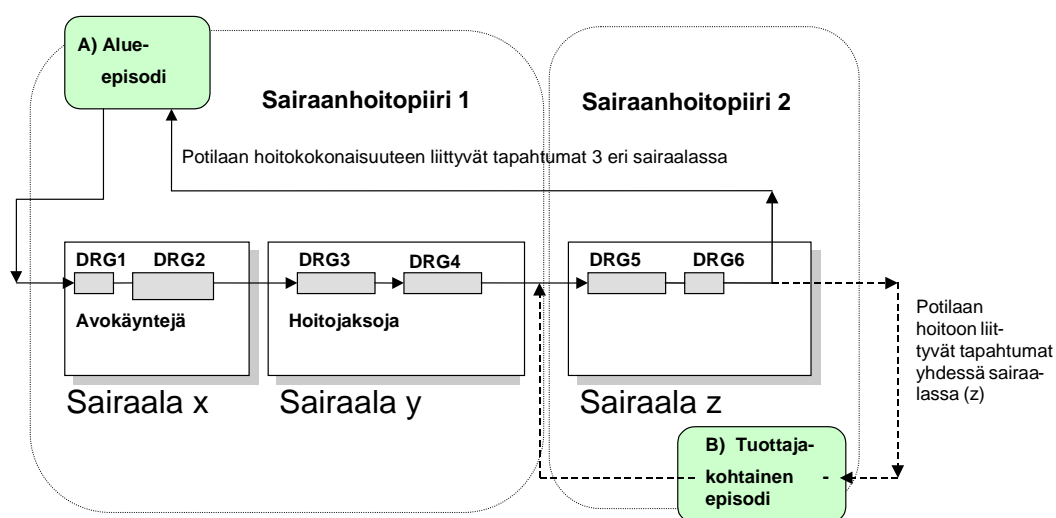 A) Alue-
episodi
Sairaanhoitopiiri 1
Sairaanhoitopiiri 2
Potilaan hoitokokonaisuuteen liittyvät tapahtumat 3 eri sairaalassa
DRG1 DRG2
DRG3 DRG4
DRG5 DRG6
Avokäyntejä
Hoitojaksoja
Sairaala x
Sairaala y
Sairaala z
Potilaan
hoitoon liit-
tyvät tapahtumat
yhdessä sairaa-
lassa (z)
B) Tuottaja-
kohtainen -
episodi